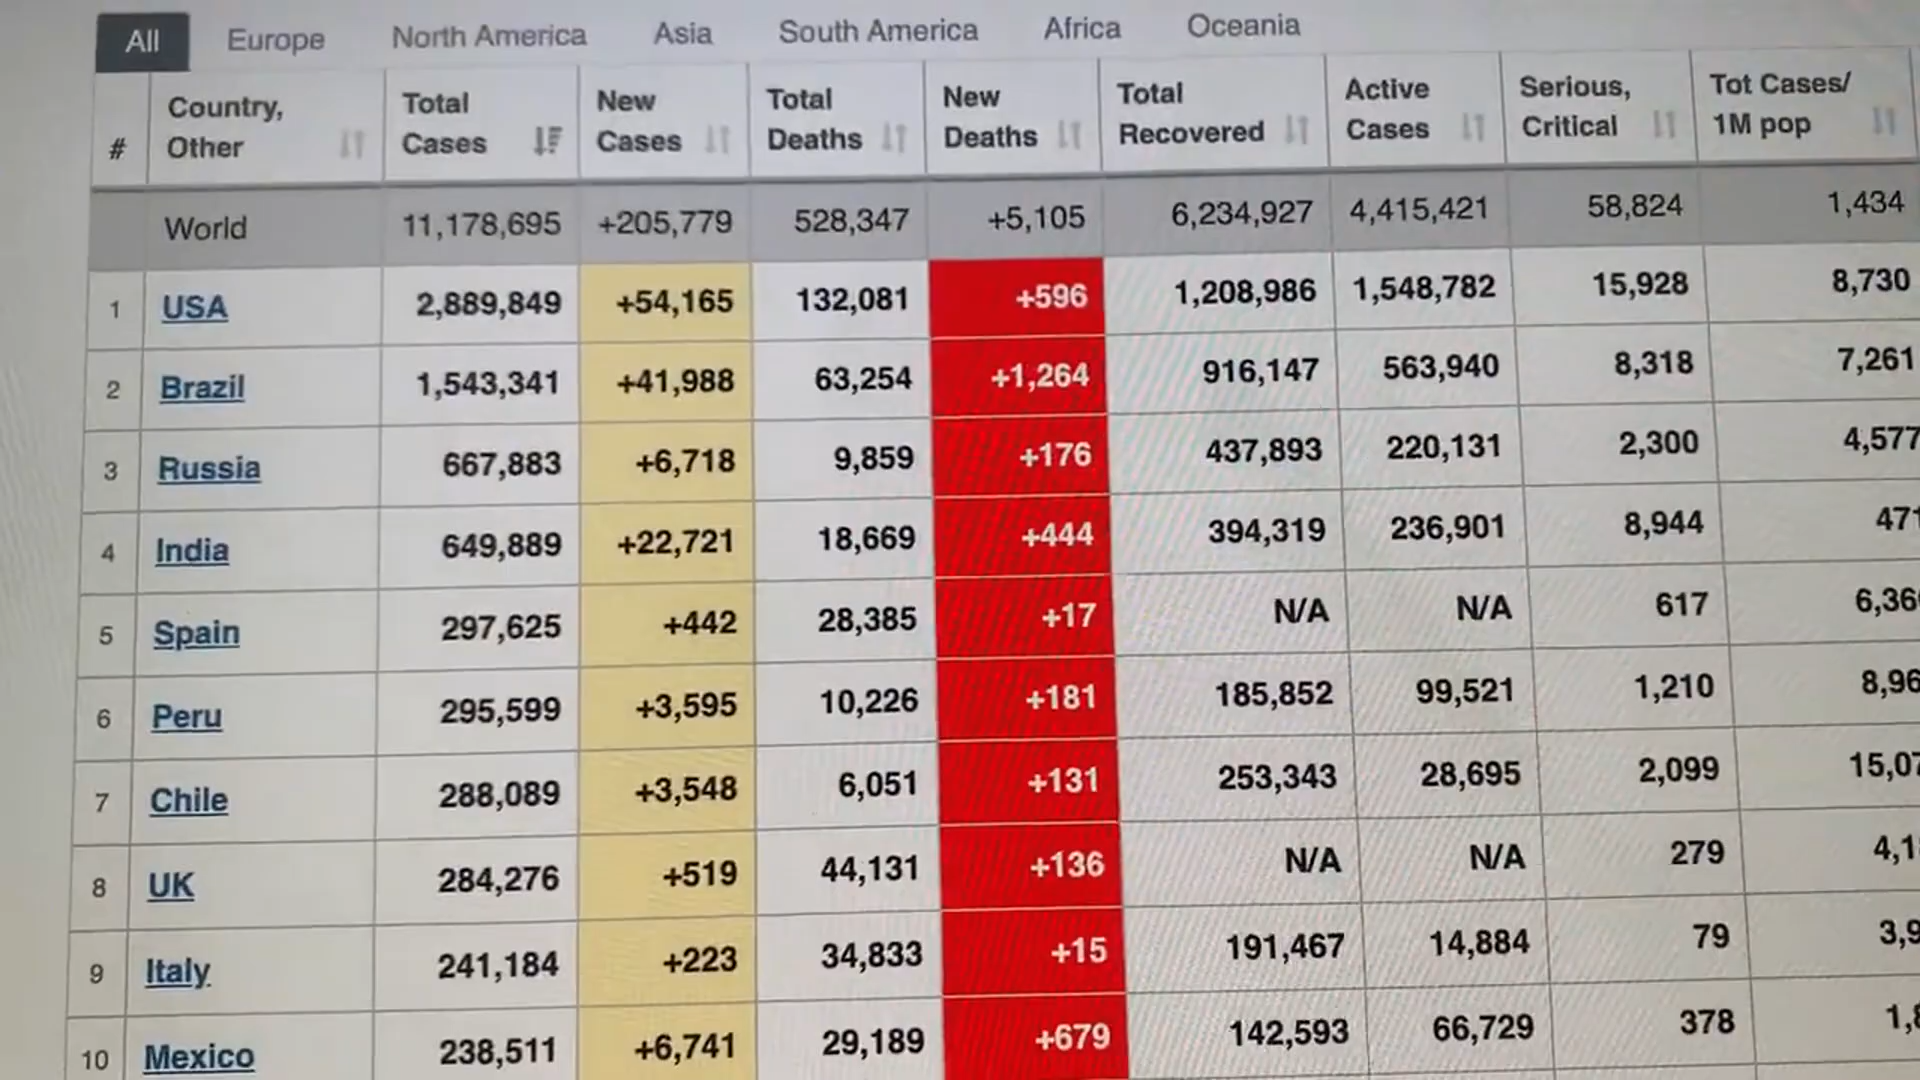 All Europe North America Asia South America Africa Oceania
# Country, Other Total Cases New Cases Total Deaths New Deaths Total Recovered Active Cases Serious, Critical Tot Cases/ 1M pop
World 11,178,695 +205,779 528,347 +5,105 6,234,927 4,415,421 58,824 1,434
1 USA 2,889,849 +54,165 132,081 +596 1,208,986 1,548,782 15,928 8,730
2 Brazil 1,543,341 +41,988 63,254 +1,264 916,147 563,940 8,318 7,261
3 Russia 667,883 +6,718 9,859 +176 437,893 220,131 2,300 4,577
4 India 649,889 +22,721 18,669 +444 394,319 236,901 8,944 471
5 Spain 297,625 +442 28,385 +17 N/A N/A 617
6 Peru 295,599 +3,595 10,226 +181 185,852 99,521 1,210
7 Chile 288,089 +3,548 6,051 +131 253,343 28,695 2,099
8 UK 284,276 +519 44,131 +136 N/A N/A 279
9 Italy 241,184 +223 34,833 +15 191,467 14,884 79
10 Mexico 238,511 +6,741 29,189 +679 142,593 66,729 378